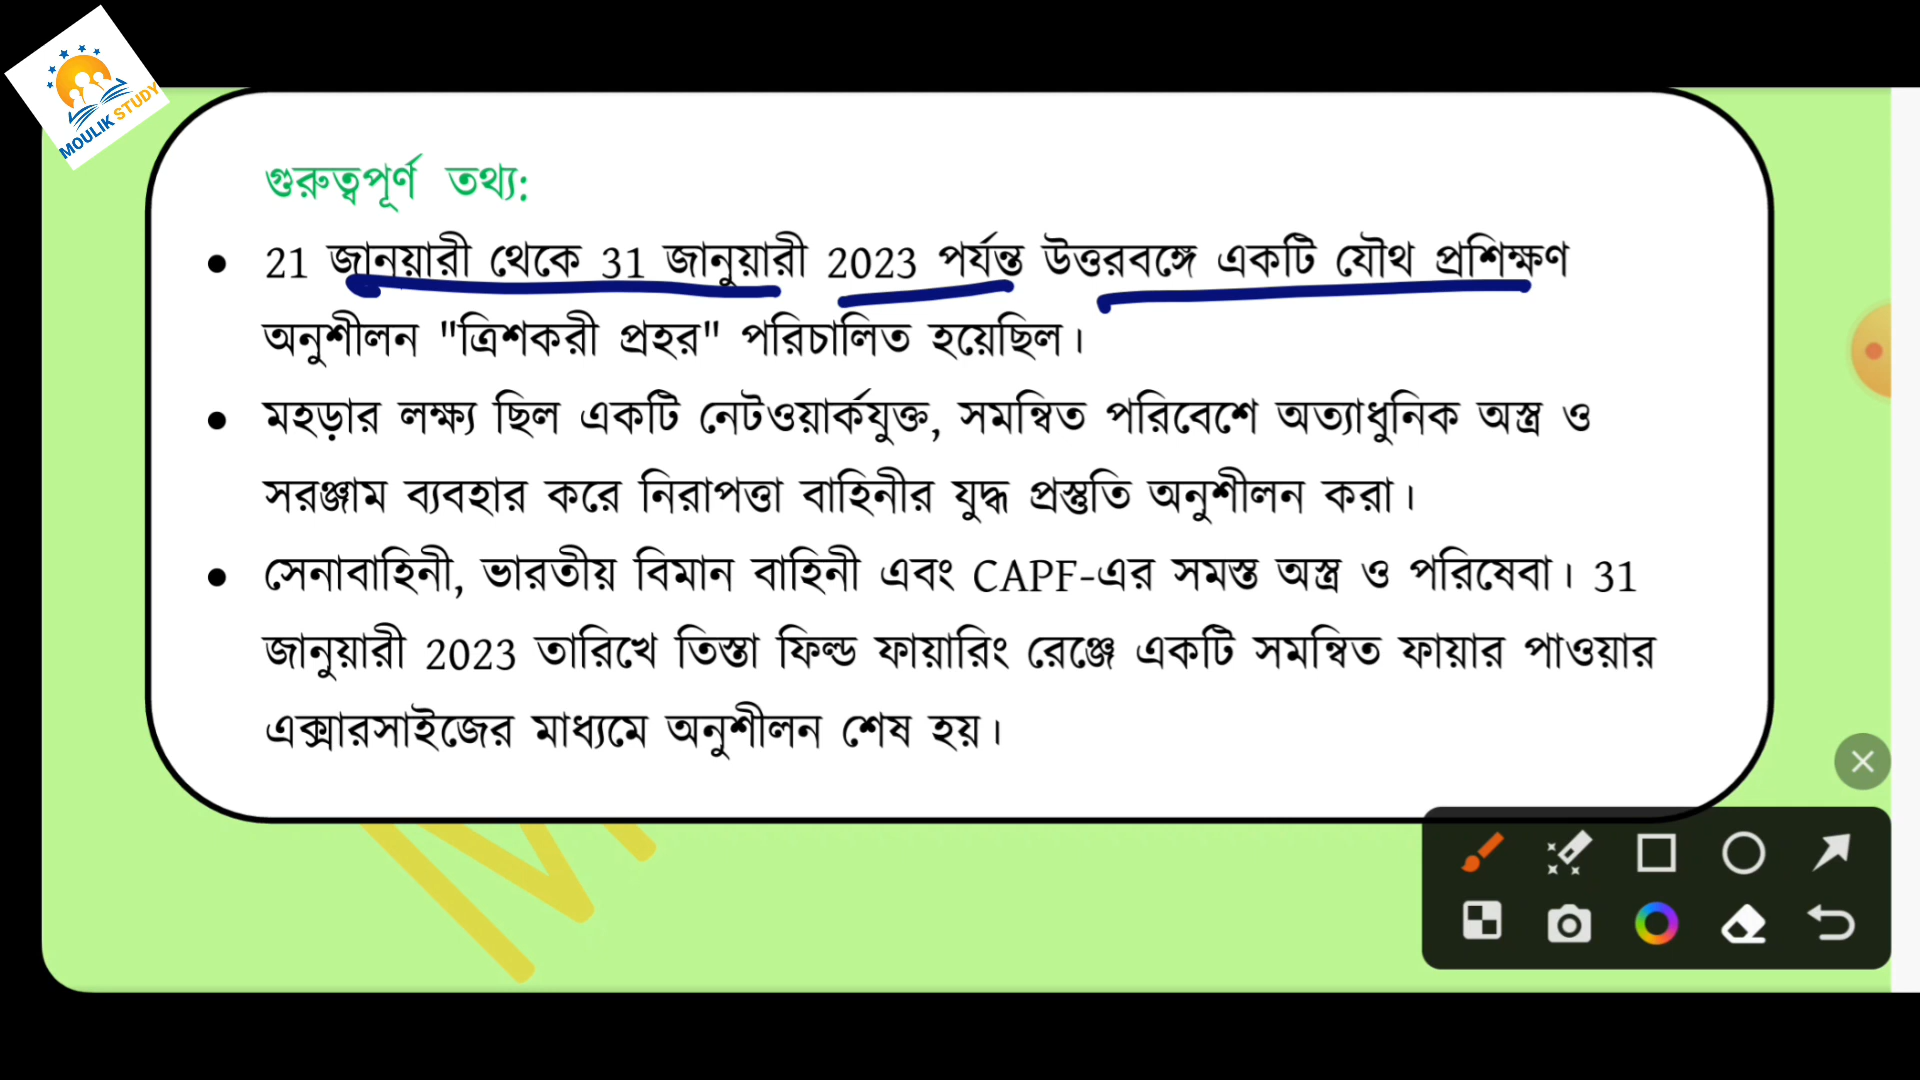 MOULIK STUDY
গুরুত্বপূর্ণ তথ্য:
• 21 জানুয়ারী থেকে 31 জানুয়ারী 2023 পর্যন্ত উত্তরবঙ্গে একটি যৌথ প্রশিক্ষণ
অনুশীলন "ত্রিশকরী প্রহর" পরিচালিত হয়েছিল।
• মহড়ার লক্ষ্য ছিল একটি নেটওয়ার্কযুক্ত, সমন্বিত পরিবেশে অত্যাধুনিক অস্ত্র ও
সরঞ্জাম ব্যবহার করে নিরাপত্তা বাহিনীর যুদ্ধ প্রস্তুতি অনুশীলন করা।
• সেনাবাহিনী, ভারতীয় বিমান বাহিনী এবং CAPF-এর সমস্ত অস্ত্র ও পরিষেবা। 31
জানুয়ারী 2023 তারিখে তিস্তা ফিল্ড ফায়ারিং রেঞ্জে একটি সমন্বিত ফায়ার পাওয়ার
এক্সারসাইজের মাধ্যমে অনুশীলন শেষ হয়।